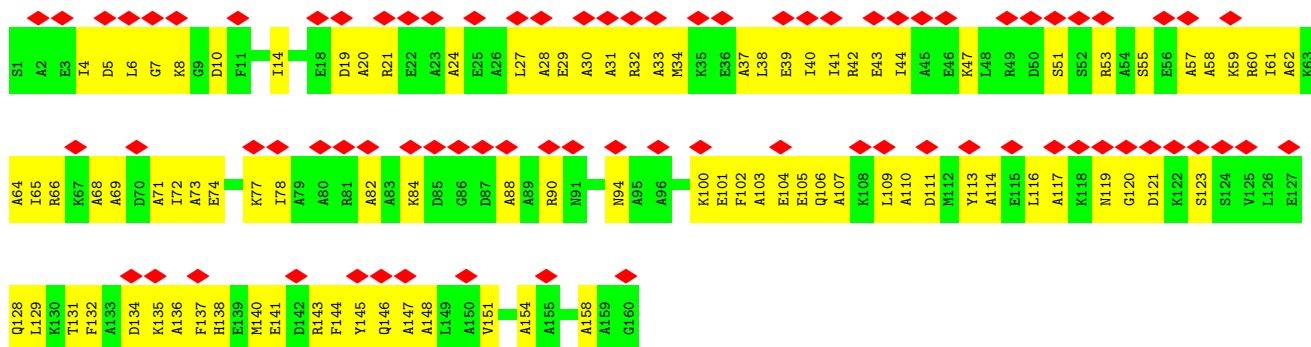 S1 A2 E3 I4 D5 L6 G7 K8 G9 D10 F11 I14 E18 D19 A20 R21 E22 A23 A24 E25 A26 L27 A28 E29 A30 A31 R32 A33 M34 K35 E36 A37 L38 E39 I40 I41 R42 E43 I44 A45 E46 K47 L48 R49 D50 S51 S52 R53 A54 S55 E56 A57 A58 K59 R60 I61 A62 K63
A64 I65 R66 K67 A68 A69 D70 A71 I72 A73 E74 K77 I78 A79 A80 R81 A82 A83 K84 D85 G86 D87 A88 A89 R90 N91 N94 A95 A96 K100 E101 F102 A103 E104 E105 Q106 A107 K108 L109 A110 D111 M112 Y113 A114 E115 L116 A117 K118 N119 G120 D121 K122 S123 S124 V125 L126 E127
Q128 L129 K130 T131 F132 A133 D134 K135 A136 F137 H138 E139 M140 E141 D142 R143 F144 Y145 Q146 A147 A148 L149 A150 V151 A154 A155 A158 A159 G160